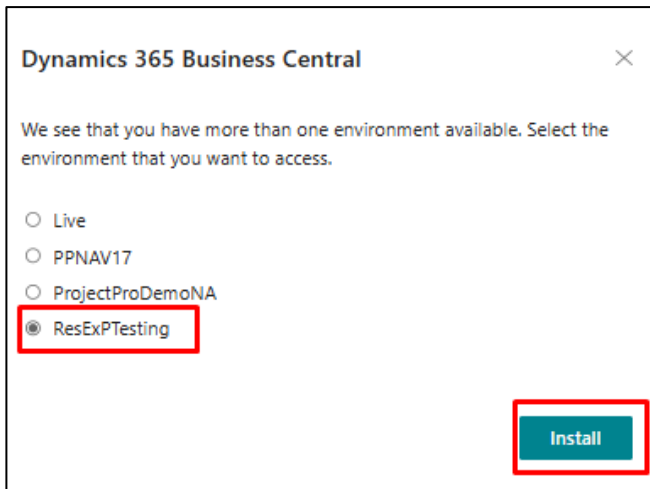 Dynamics 365 Business Central
We see that you have more than one environment available. Select the
environment that you want to access.
Live
PPNAV17
ProjectProDemoNA
ResExPTesting
Install